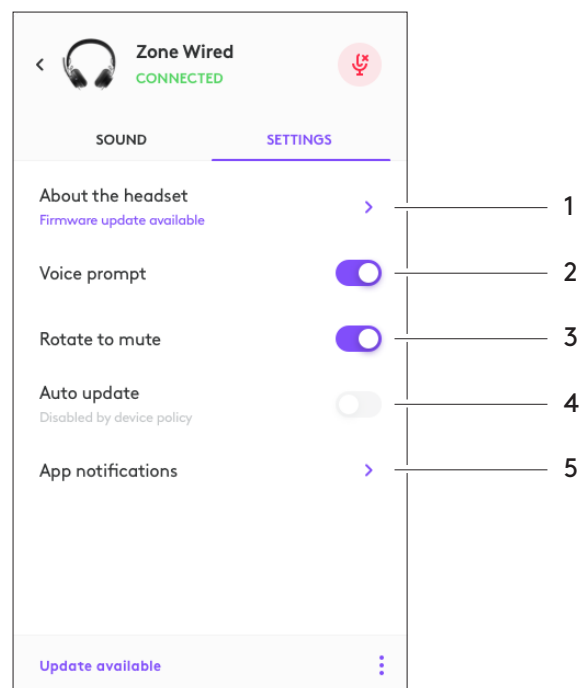 Zone Wired
CONNECTED
SOUND
SETTINGS
About the headset
Firmware update available
1
Voice prompt
2
Rotate to mute
3
Auto update
Disabled by device policy
4
App notifications
5
Update available